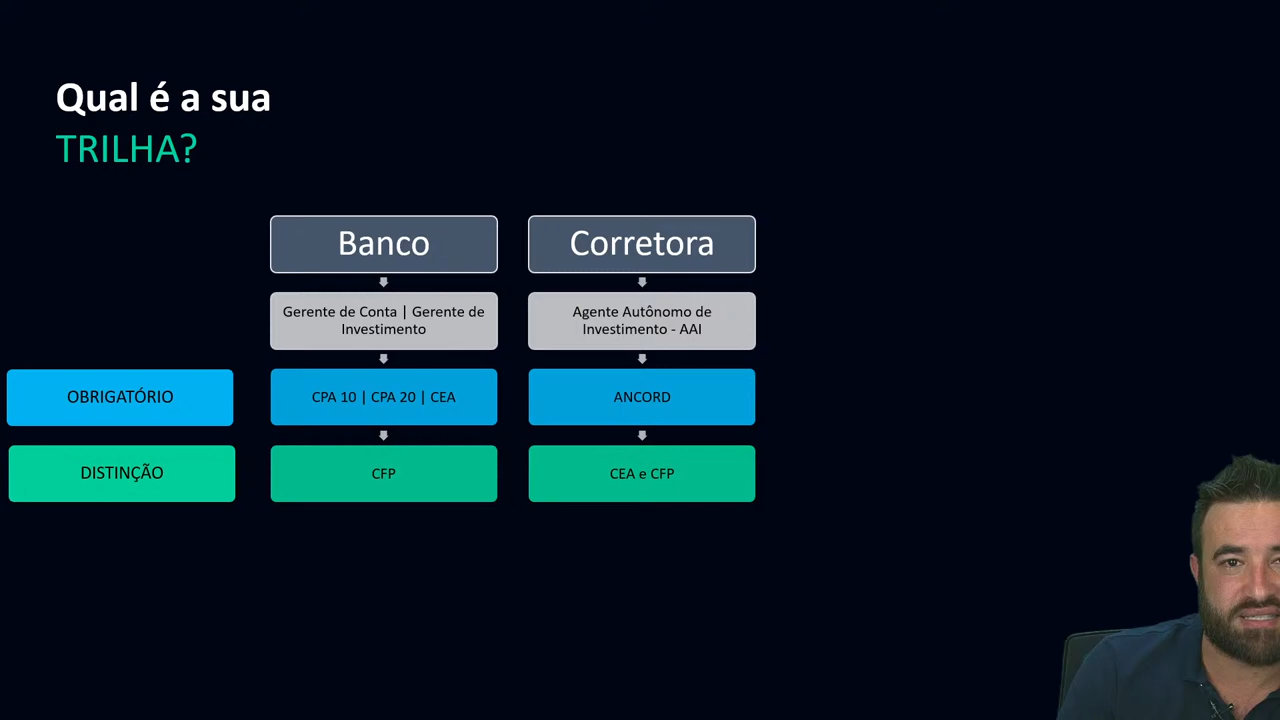 Qual é a sua
TRILHA?
Banco
Corretora
Gerente de Conta | Gerente de
Investimento
Agente Autônomo de
Investimento - AAI
OBRIGATÓRIO
CPA 10 | CPA 20 | CEA
ANCORD
DISTINÇÃO
CFP
CEA e CFP